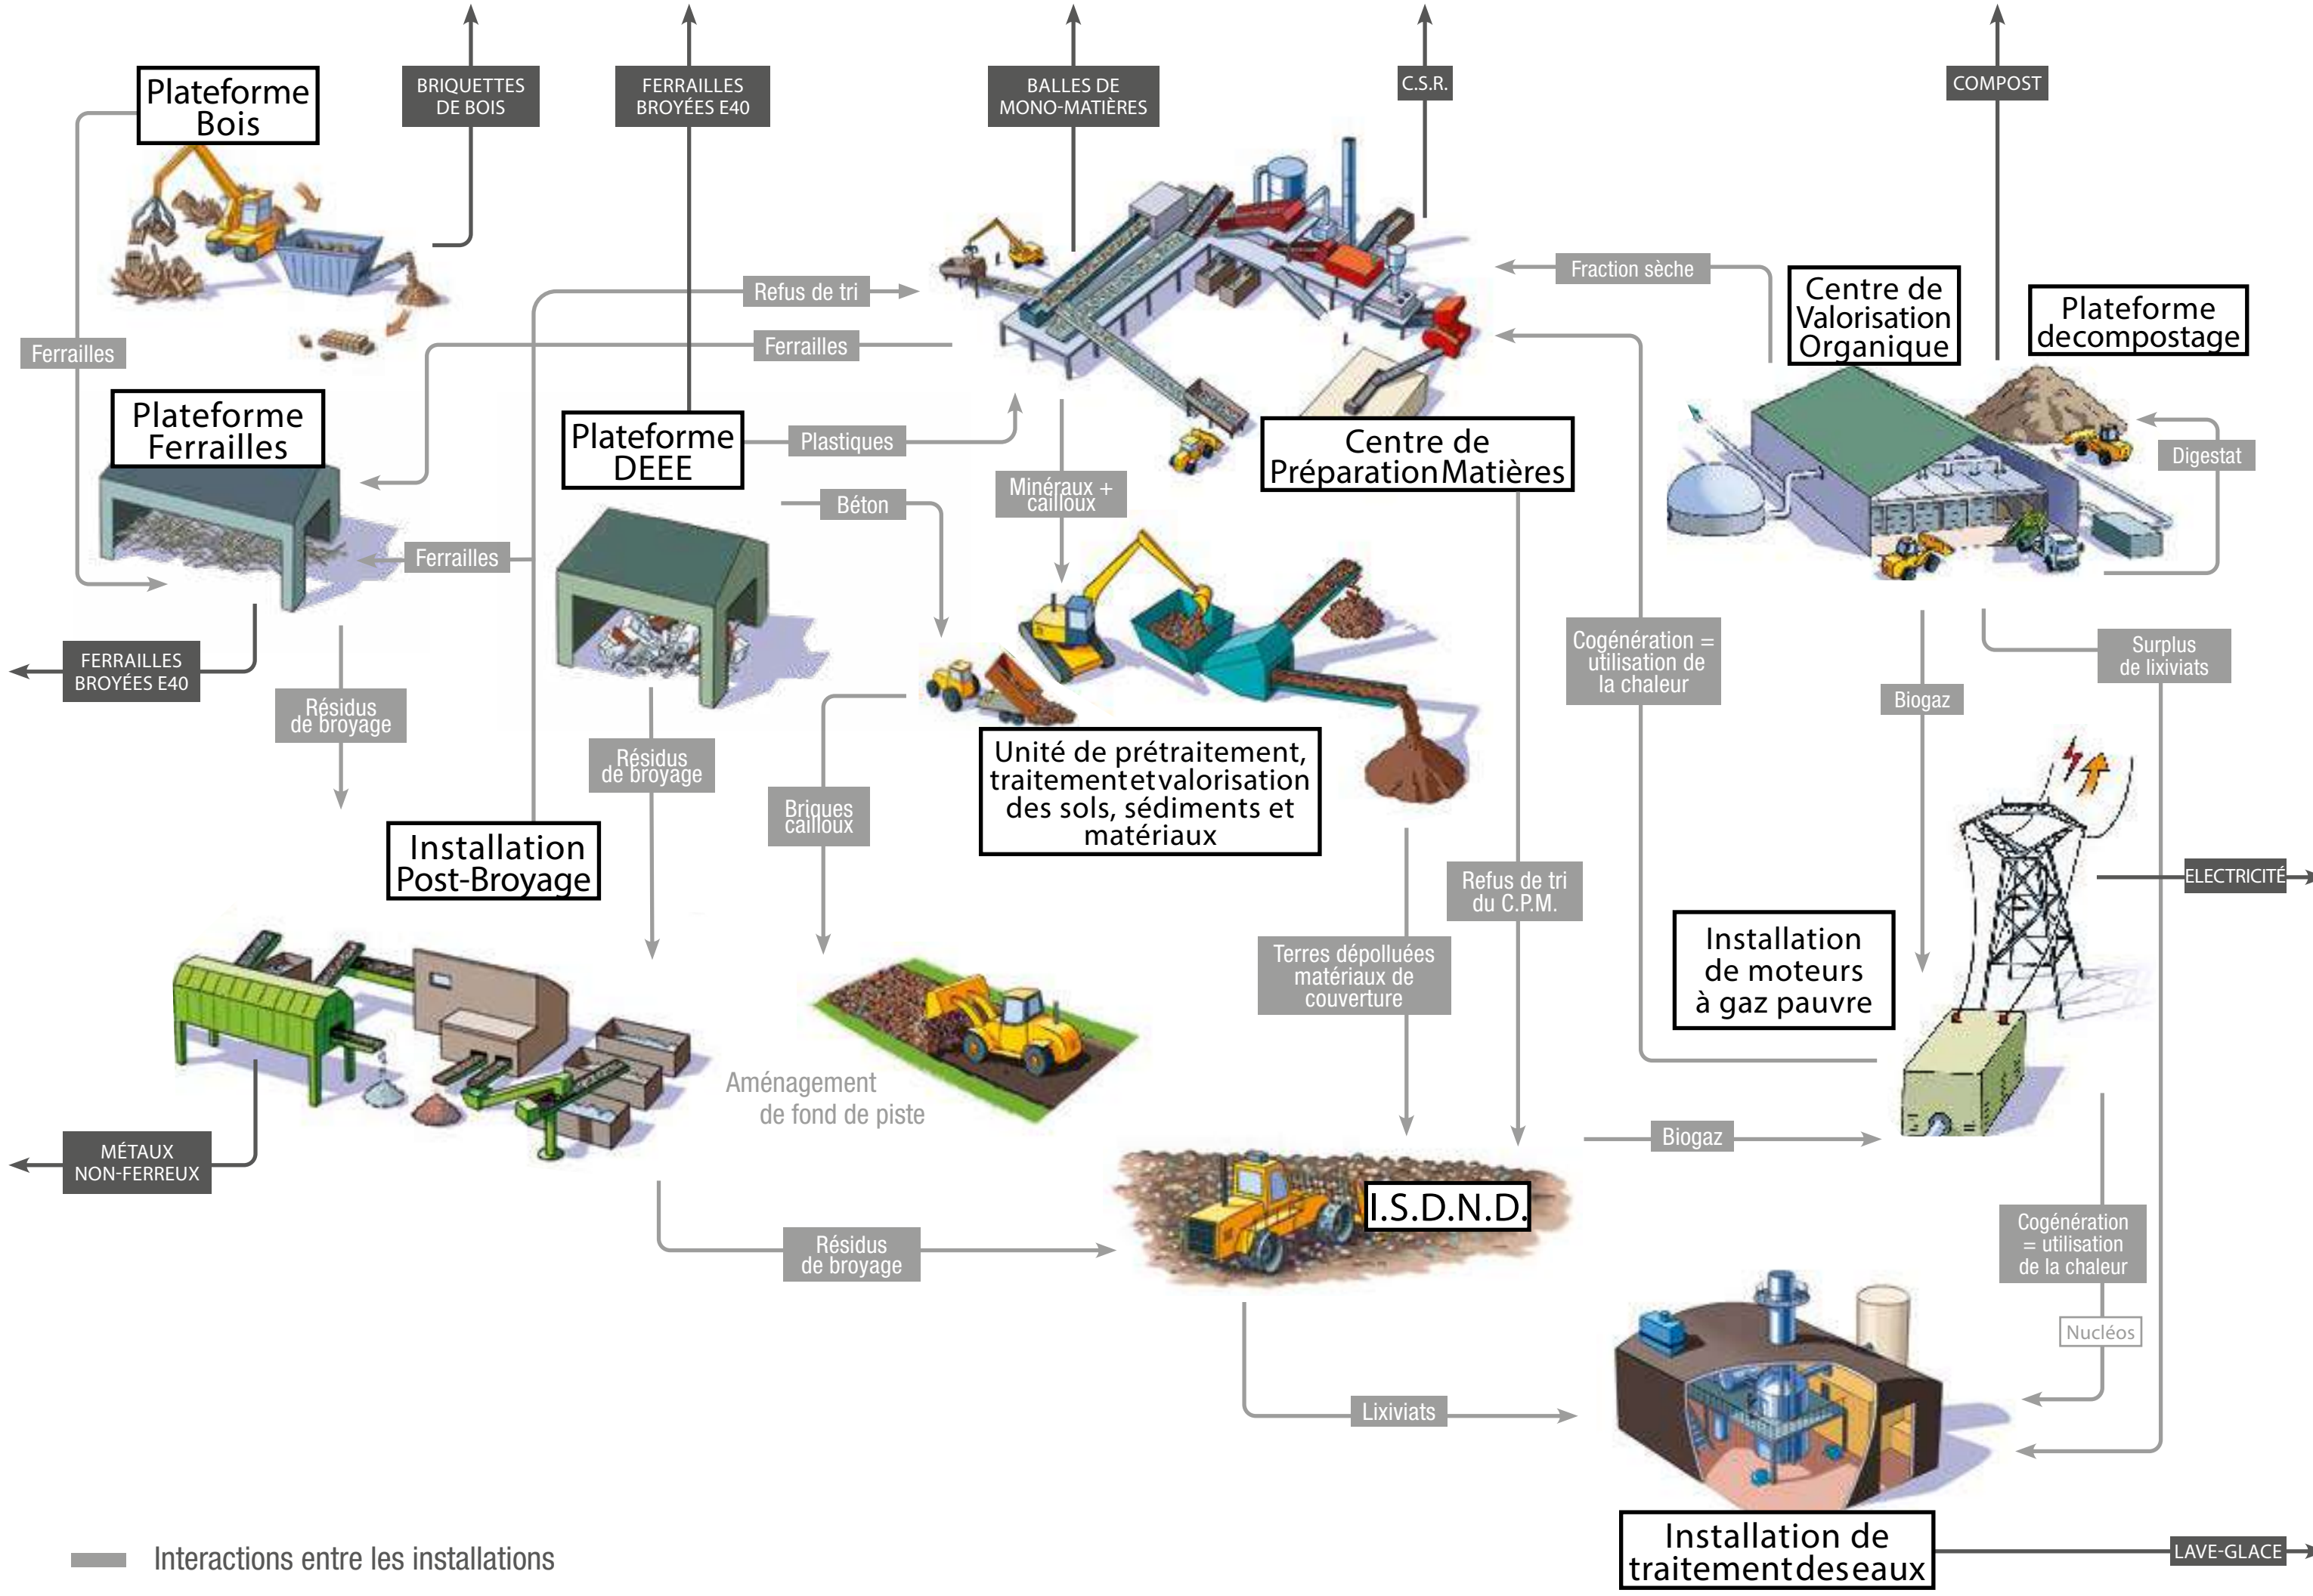 Plateforme
Bois
BRIQUETTES
DE BOIS
FERRAILLES
BROYÉES E40
BALLES DE
MONO-MATIÈRES
C.S.R.
COMPOST
Refus de tri
Fraction sèche
Centre de
Valorisation
Organique
Plateforme
decompostage
Ferrailles
Ferrailles
Plateforme
Ferrailles
Plateforme
DEEE
Plastiques
Centre de
Préparation Matières
Digestat
Béton
Minéraux +
cailloux
Ferrailles
FERRAILLES
BROYÉES E40
Résidus
de broyage
Cogénération =
utilisation de
la chaleur
Surplus
de lixiviats
Biogaz
Résidus
de broyage
Unité de prétraitement,
traitementetvalorisation
des sols, sédiments et
matériaux
Briques
cailloux
Installation
Post-Broyage
Refus de tri
du C.P.M.
ELECTRICITÉ
Terres dépolluées
matériaux de
couverture
Installation
de moteurs
à gaz pauvre
Aménagement
de fond de piste
MÉTAUX
NON-FERREUX
Biogaz
I.S.D.N.D.
Résidus
de broyage
Cogénération
= utilisation
de la chaleur
Nucléos
Lixiviats
Installation de
traitementdeseaux
LAVE-GLACE
Interactions entre les installations